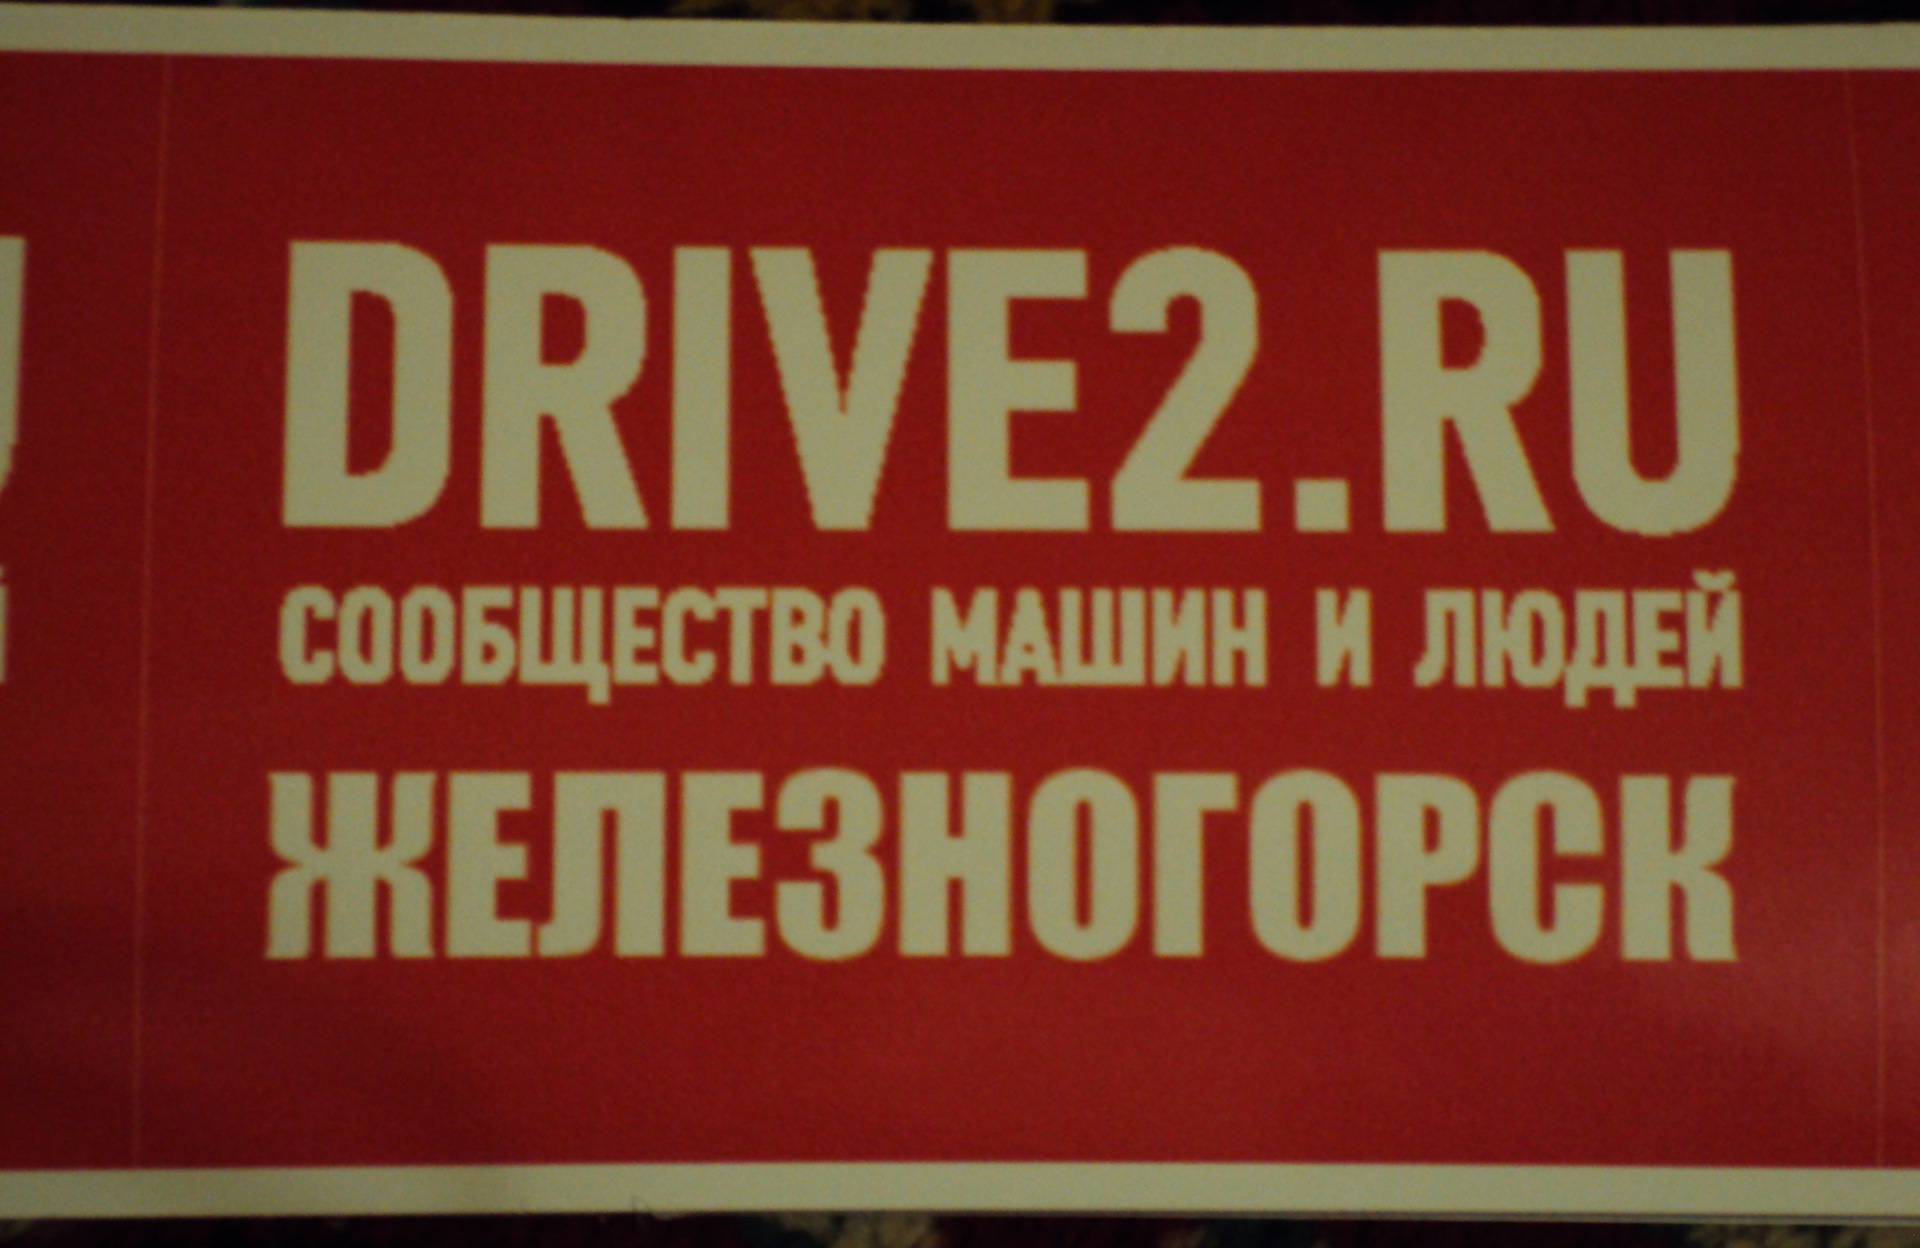 DRIVE2.RU
СООБЩЕСТВО МАШИН И ЛЮДЕЙ
ЖЕЛЕЗНОГОРСК